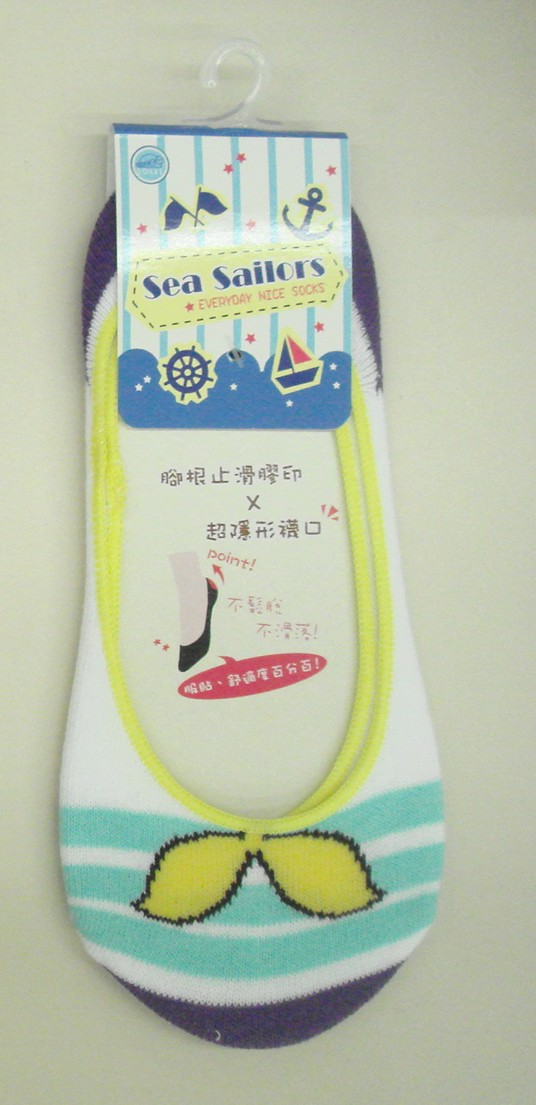 Sea Sailors
EVERYDAY NICE SOCKS
腳根止滑膠印
X
超隱形襪口
point!
不鬆脫
不滑落!
服貼、舒適度百分百!